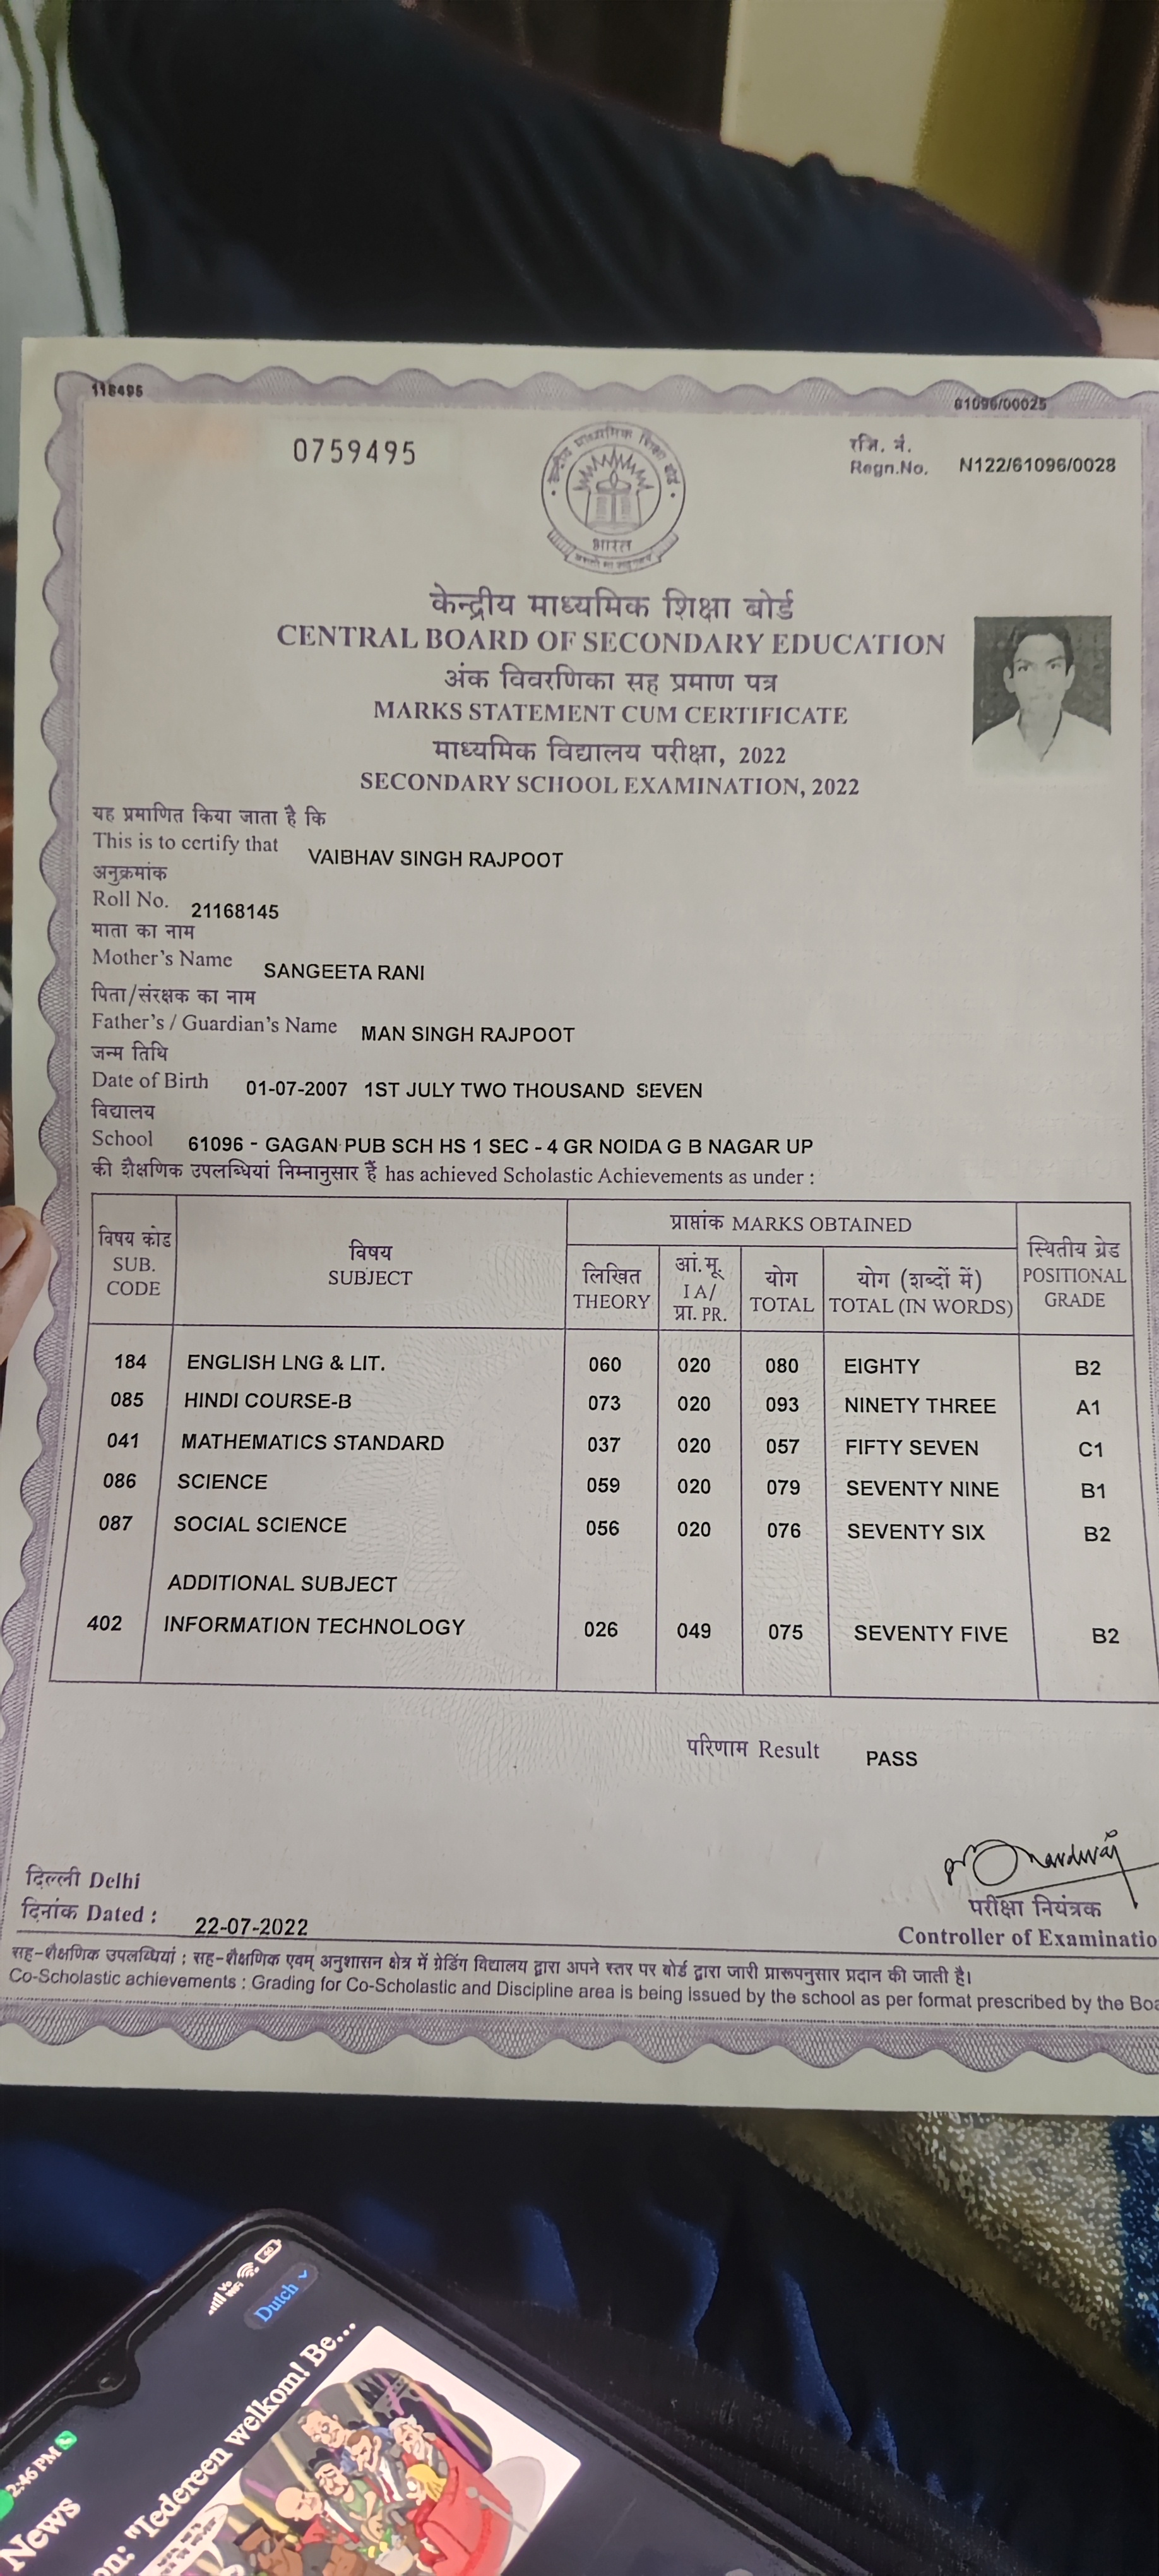 118495
61096/00025
0759495
रजि. नं.
Regn.No. N122/61096/0028
केन्द्रीय माध्यमिक शिक्षा बोर्ड
भारत
केन्द्रीय माध्यमिक शिक्षा बोर्ड
CENTRAL BOARD OF SECONDARY EDUCATION
अंक विवरणिका सह प्रमाण पत्र
MARKS STATEMENT CUM CERTIFICATE
माध्यमिक विद्यालय परीक्षा, 2022
SECONDARY SCHOOL EXAMINATION, 2022
यह प्रमाणित किया जाता है कि
This is to certify that VAIBHAV SINGH RAJPOOT
अनुक्रमांक
Roll No. 21168145
माता का नाम
Mother's Name SANGEETA RANI
पिता/संरक्षक का नाम
Father's / Guardian's Name MAN SINGH RAJPOOT
जन्म तिथि
Date of Birth 01-07-2007 1ST JULY TWO THOUSAND SEVEN
विद्यालय
School 61096 - GAGAN PUB SCH HS 1 SEC - 4 GR NOIDA G B NAGAR UP
की शैक्षणिक उपलब्धियां निम्नानुसार हैं has achieved Scholastic Achievements as under :
विषय कोड SUB. CODE विषय SUBJECT प्राप्तांक MARKS OBTAINED स्थितीय ग्रेड POSITIONAL GRADE
लिखित THEORY आं.मू. I A/ प्रा. PR. योग TOTAL योग (शब्दों में) TOTAL (IN WORDS)
184 ENGLISH LNG & LIT. 060 020 080 EIGHTY B2
085 HINDI COURSE-B 073 020 093 NINETY THREE A1
041 MATHEMATICS STANDARD 037 020 057 FIFTY SEVEN C1
086 SCIENCE 059 020 079 SEVENTY NINE B1
087 SOCIAL SCIENCE 056 020 076 SEVENTY SIX B2
ADDITIONAL SUBJECT
402 INFORMATION TECHNOLOGY 026 049 075 SEVENTY FIVE B2
परिणाम Result PASS
दिल्ली Delhi
दिनांक Dated : 22-07-2022
परीक्षा नियंत्रक
Controller of Examinatio
सह-शैक्षणिक उपलब्धियां : सह-शैक्षणिक एवम् अनुशासन क्षेत्र में ग्रेडिंग विद्यालय द्वारा अपने स्तर पर बोर्ड द्वारा जारी प्रारूपनुसार प्रदान की जाती है।
Co-Scholastic achievements : Grading for Co-Scholastic and Discipline area is being issued by the school as per format prescribed by the Boa
Dutch
2:46 PM
News
on: "Iedereen welkom! Be...